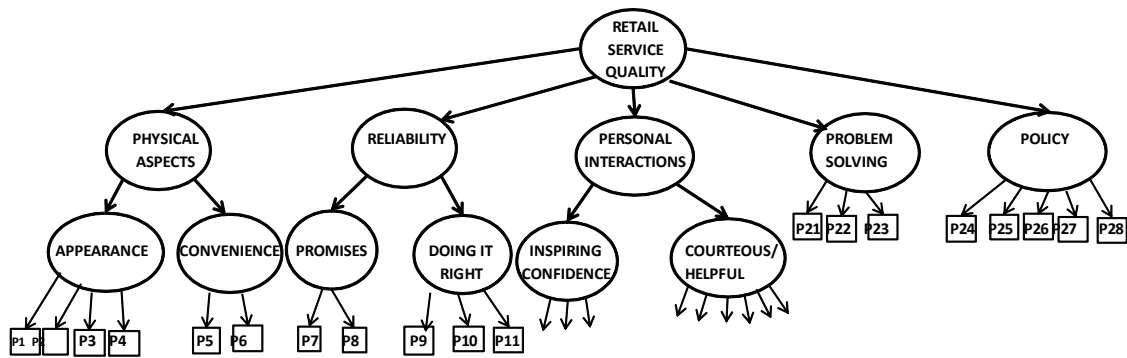 RETAIL
SERVICE
QUALITY
PHYSICAL
ASPECTS
RELIABILITY
PERSONAL
INTERACTIONS
PROBLEM
SOLVING
POLICY
P21 P22 P23
P24 P25 P26 P27 P28
APPEARANCE
CONVENIENCE
PROMISES
DOING IT
RIGHT
INSPIRING
CONFIDENCE
COURTEOUS/
HELPFUL
P1 P2 P3 P4 P5 P6 P7 P8 P9 P10 P11